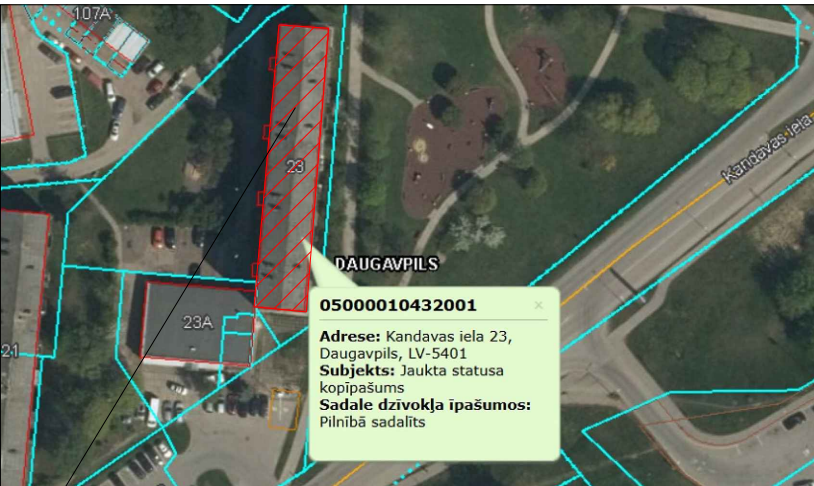 107A
Kandavas iela
23
DAUGAVPILS
05000010432001 ×
Adrese: Kandavas iela 23,
Daugavpils, LV-5401
Subjekts: Jaukta statusa
kopīpašums
Sadale dzīvokļa īpašumos:
Pilnībā sadalīts
23A
21